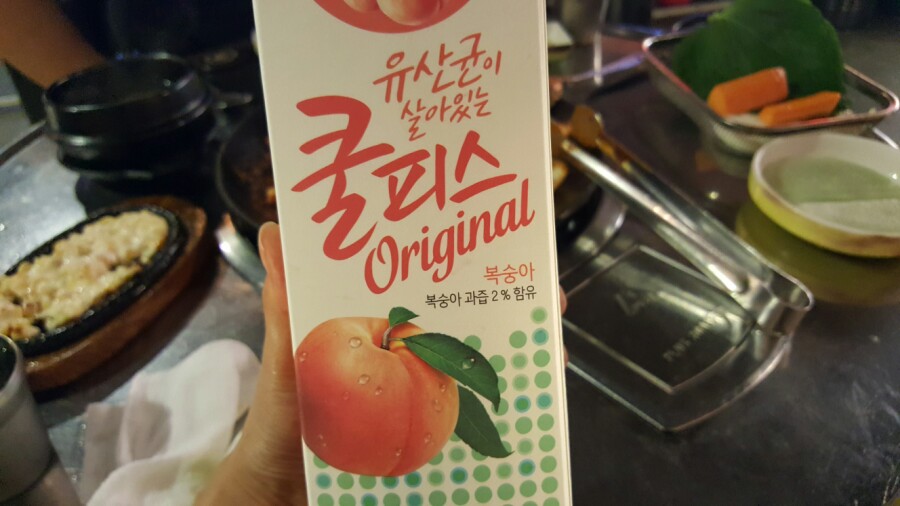 유산균이
살아있는
쿨피스
Original
복숭아
복숭아 과즙 2% 함유